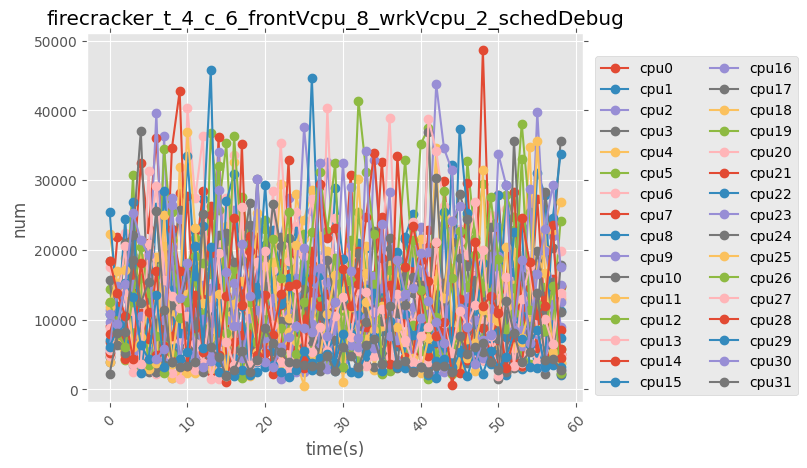 firecracker_t_4_c_6_frontVcpu_8_wrkVcpu_2_schedDebug
50000
40000
30000
20000
10000
0
num
0
10
20
30
40
50
60
time(s)
cpu0
cpu1
cpu2
cpu3
cpu4
cpu5
cpu6
cpu7
cpu8
cpu9
cpu10
cpu11
cpu12
cpu13
cpu14
cpu15
cpu16
cpu17
cpu18
cpu19
cpu20
cpu21
cpu22
cpu23
cpu24
cpu25
cpu26
cpu27
cpu28
cpu29
cpu30
cpu31